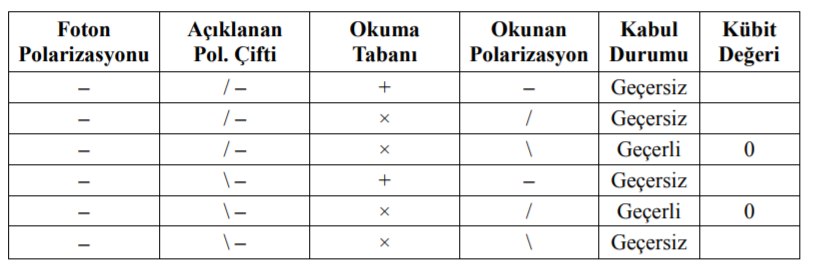 Foton Polarizasyonu | Açıklanan Pol. Çifti | Okuma Tabanı | Okunan Polarizasyon | Kabul Durumu | Kübit Değeri
– | / – | + | – | Geçersiz |
– | / – | × | / | Geçersiz |
– | / – | × | \ | Geçerli | 0
– | \ – | + | – | Geçersiz |
– | \ – | × | / | Geçerli | 0
– | \ – | × | \ | Geçersiz |